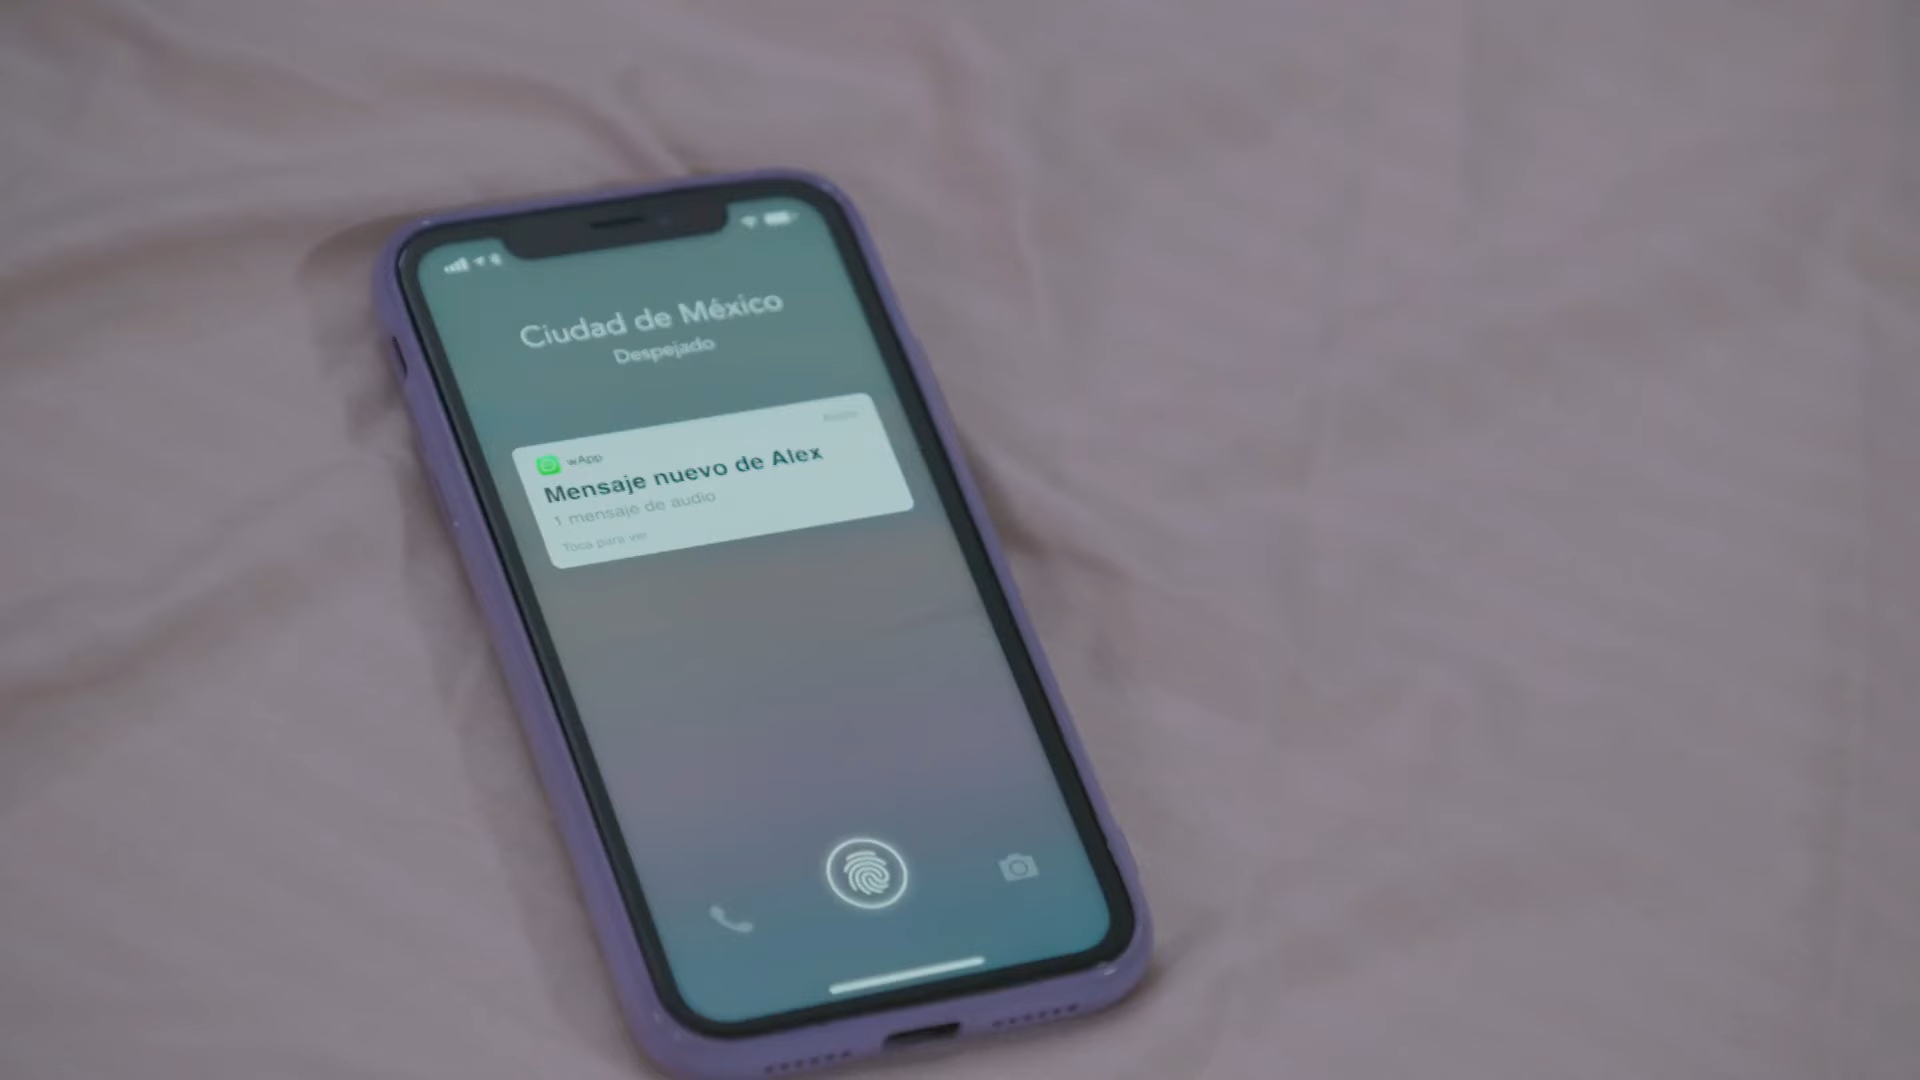 Ciudad de México
Despejado
wApp
Mensaje nuevo de Alex
1 mensaje de audio
Toca para ver